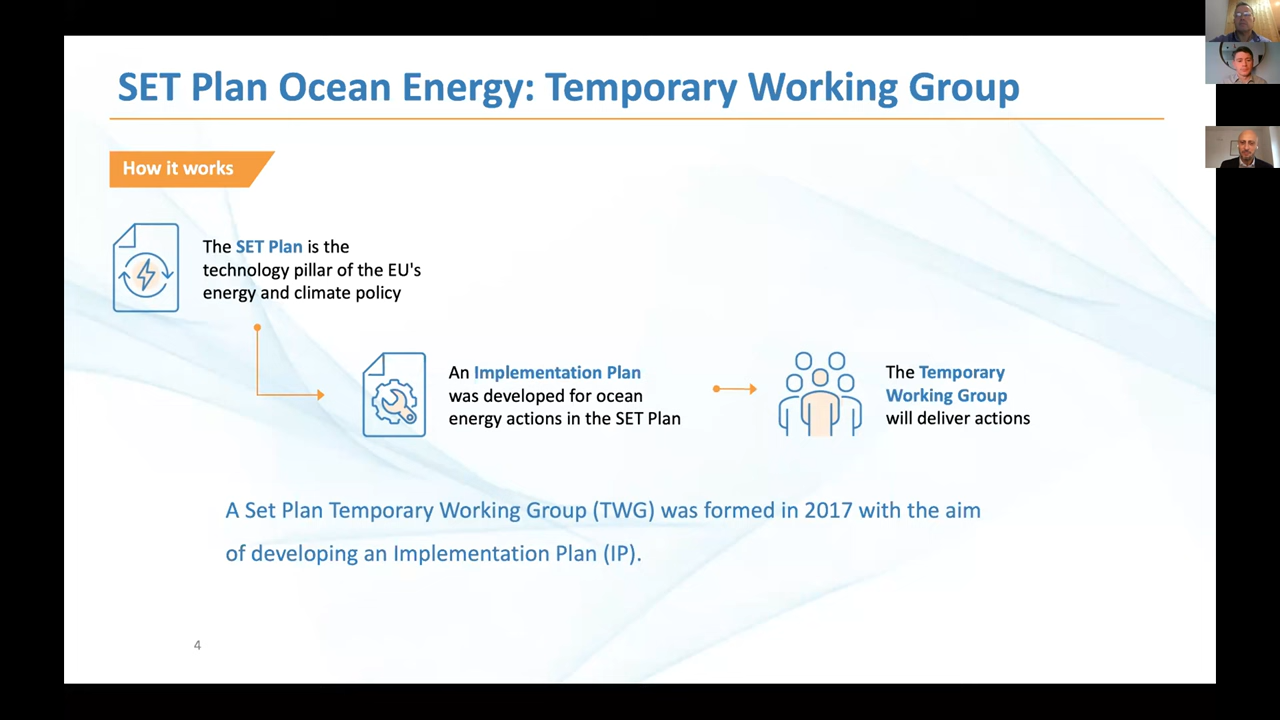 SET Plan Ocean Energy: Temporary Working Group
How it works
The SET Plan is the
technology pillar of the EU's
energy and climate policy
An Implementation Plan
was developed for ocean
energy actions in the SET Plan
The Temporary
Working Group
will deliver actions
A Set Plan Temporary Working Group (TWG) was formed in 2017 with the aim
of developing an Implementation Plan (IP).
4